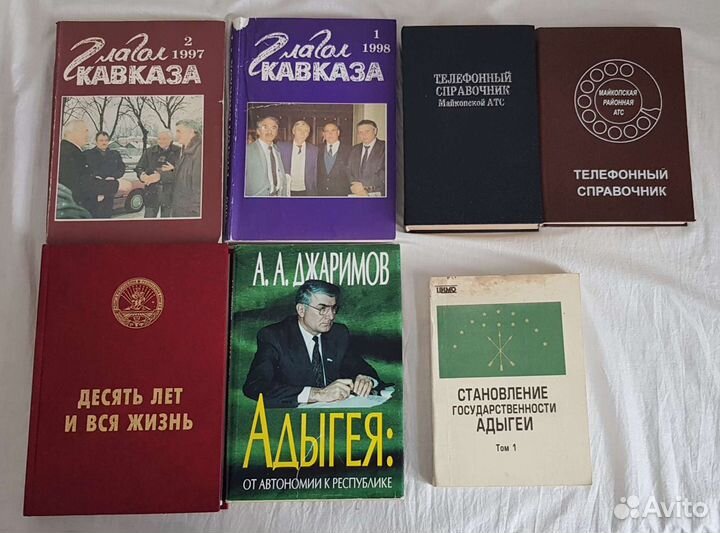 Глагол
2
1997
КАВКАЗА
Глагол
1
1998
КАВКАЗА
ТЕЛЕФОННЫЙ
СПРАВОЧНИК
Майкопской АТС
МАЙКОПСКАЯ
РАЙОННАЯ
АТС
ТЕЛЕФОННЫЙ
СПРАВОЧНИК
ДЕСЯТЬ ЛЕТ
И ВСЯ ЖИЗНЬ
А. А. ДЖАРИМОВ
АДЫГЕЯ:
ОТ АВТОНОМИИ К РЕСПУБЛИКЕ
ЦИМО
СТАНОВЛЕНИЕ
ГОСУДАРСТВЕННОСТИ
АДЫГЕИ
Том 1
Avito